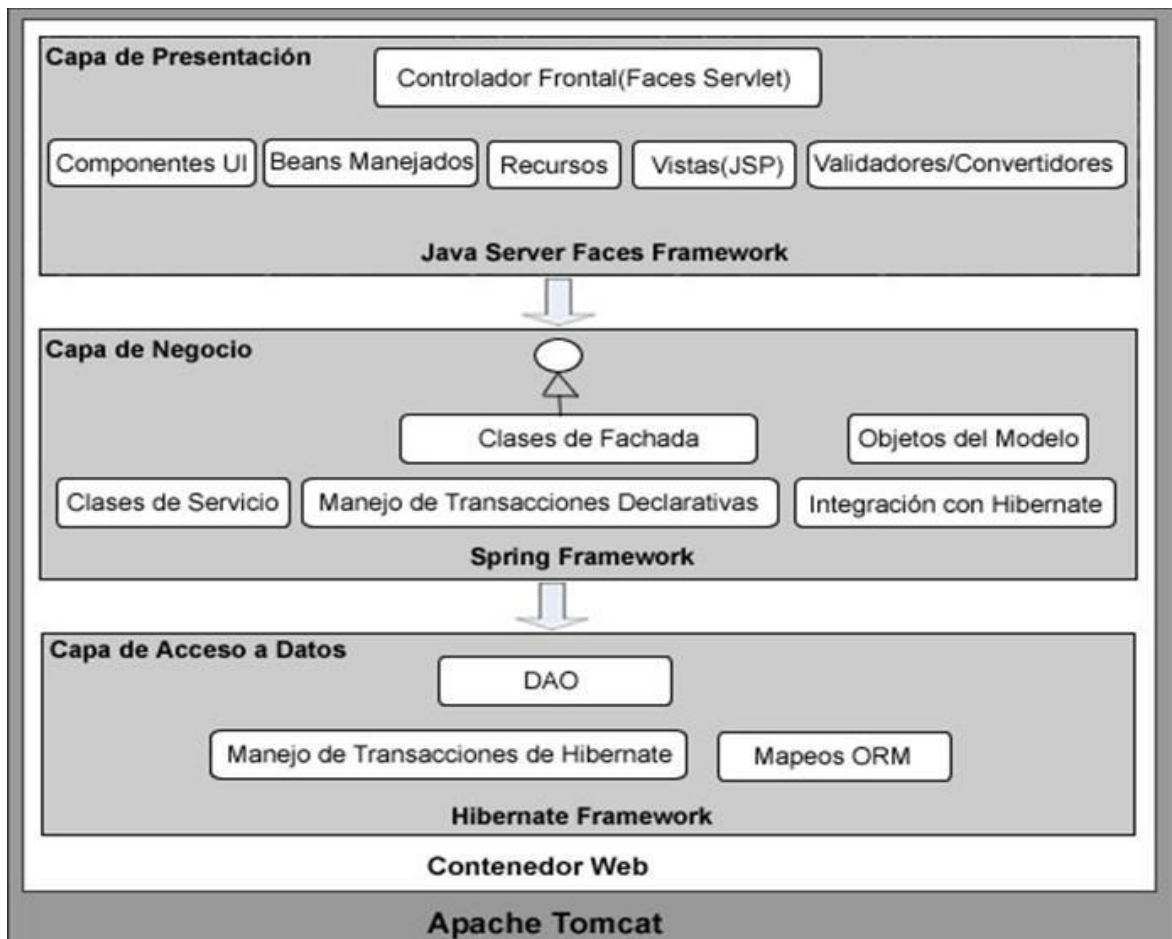 Capa de Presentación
Controlador Frontal(Faces Servlet)
Componentes UI
Beans Manejados
Recursos
Vistas(JSP)
Validadores/Convertidores
Java Server Faces Framework
Capa de Negocio
Clases de Fachada
Objetos del Modelo
Clases de Servicio
Manejo de Transacciones Declarativas
Integración con Hibernate
Spring Framework
Capa de Acceso a Datos
DAO
Manejo de Transacciones de Hibernate
Mapeos ORM
Hibernate Framework
Contenedor Web
Apache Tomcat